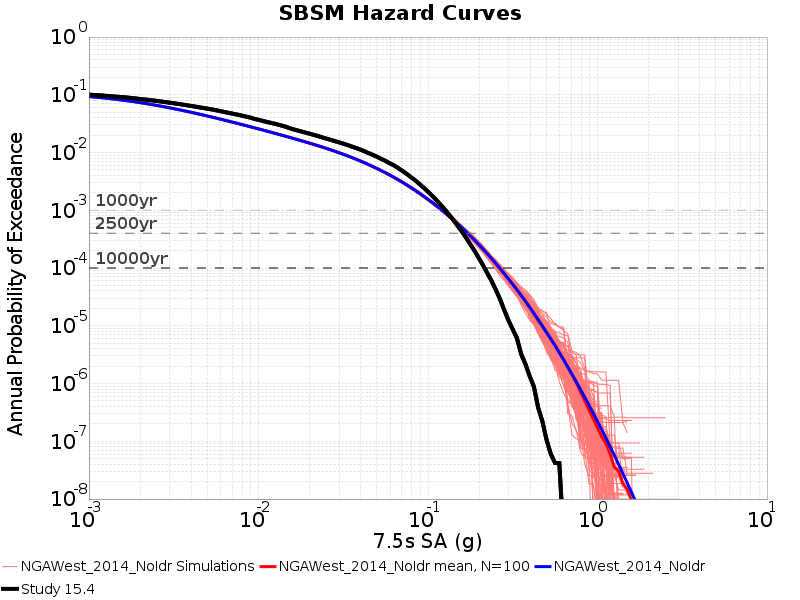 SBSM Hazard Curves
Annual Probability of Exceedance
10^0
10^-1
10^-2
10^-3
10^-4
10^-5
10^-6
10^-7
10^-8
1000yr
2500yr
10000yr
10^-3 10^-2 10^-1 10^0 10^1
7.5s SA (g)
NGAWest_2014_NoIdr Simulations NGAWest_2014_NoIdr mean, N=100 NGAWest_2014_NoIdr
Study 15.4